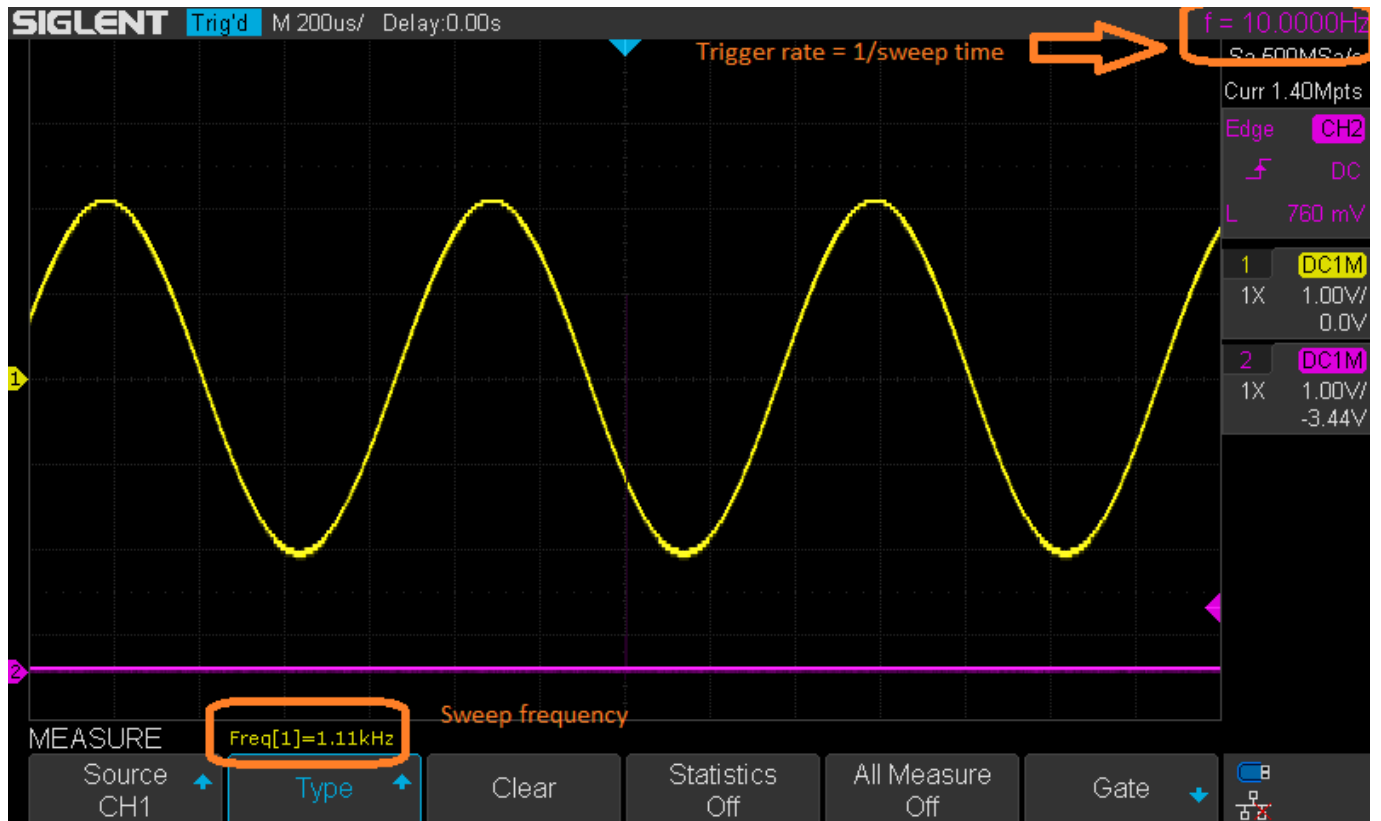 SIGLENT Trig'd M 200us/ Delay:0.00s f = 10.0000Hz
Trigger rate = 1/sweep time
Sa 500MSa/s
Curr 1.40Mpts
Edge CH2
DC
L 760 mV
1 DC1M
1X 1.00V/
0.0V
2 DC1M
1X 1.00V/
-3.44V
1
2
Sweep frequency
MEASURE Freq[1]=1.11kHz
Source
CH1
Type
Clear
Statistics
Off
All Measure
Off
Gate